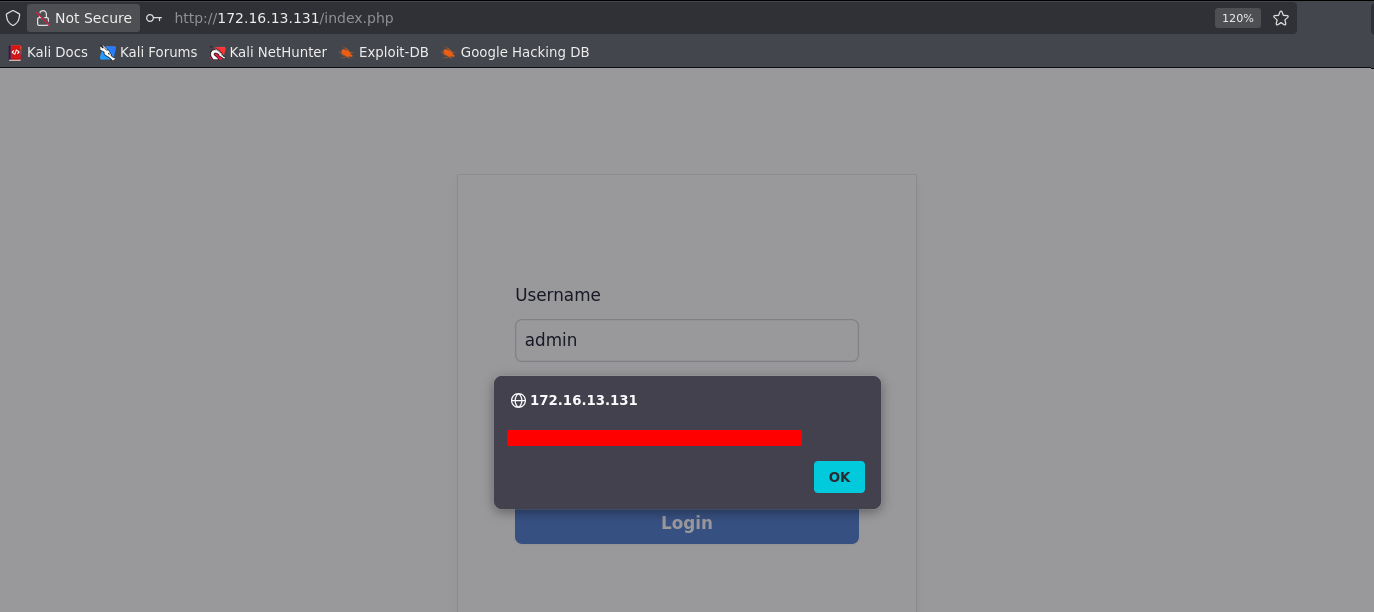 Not Secure http://172.16.13.131/index.php 120%
Kali Docs Kali Forums Kali NetHunter Exploit-DB Google Hacking DB
Username
admin
172.16.13.131
OK
Login